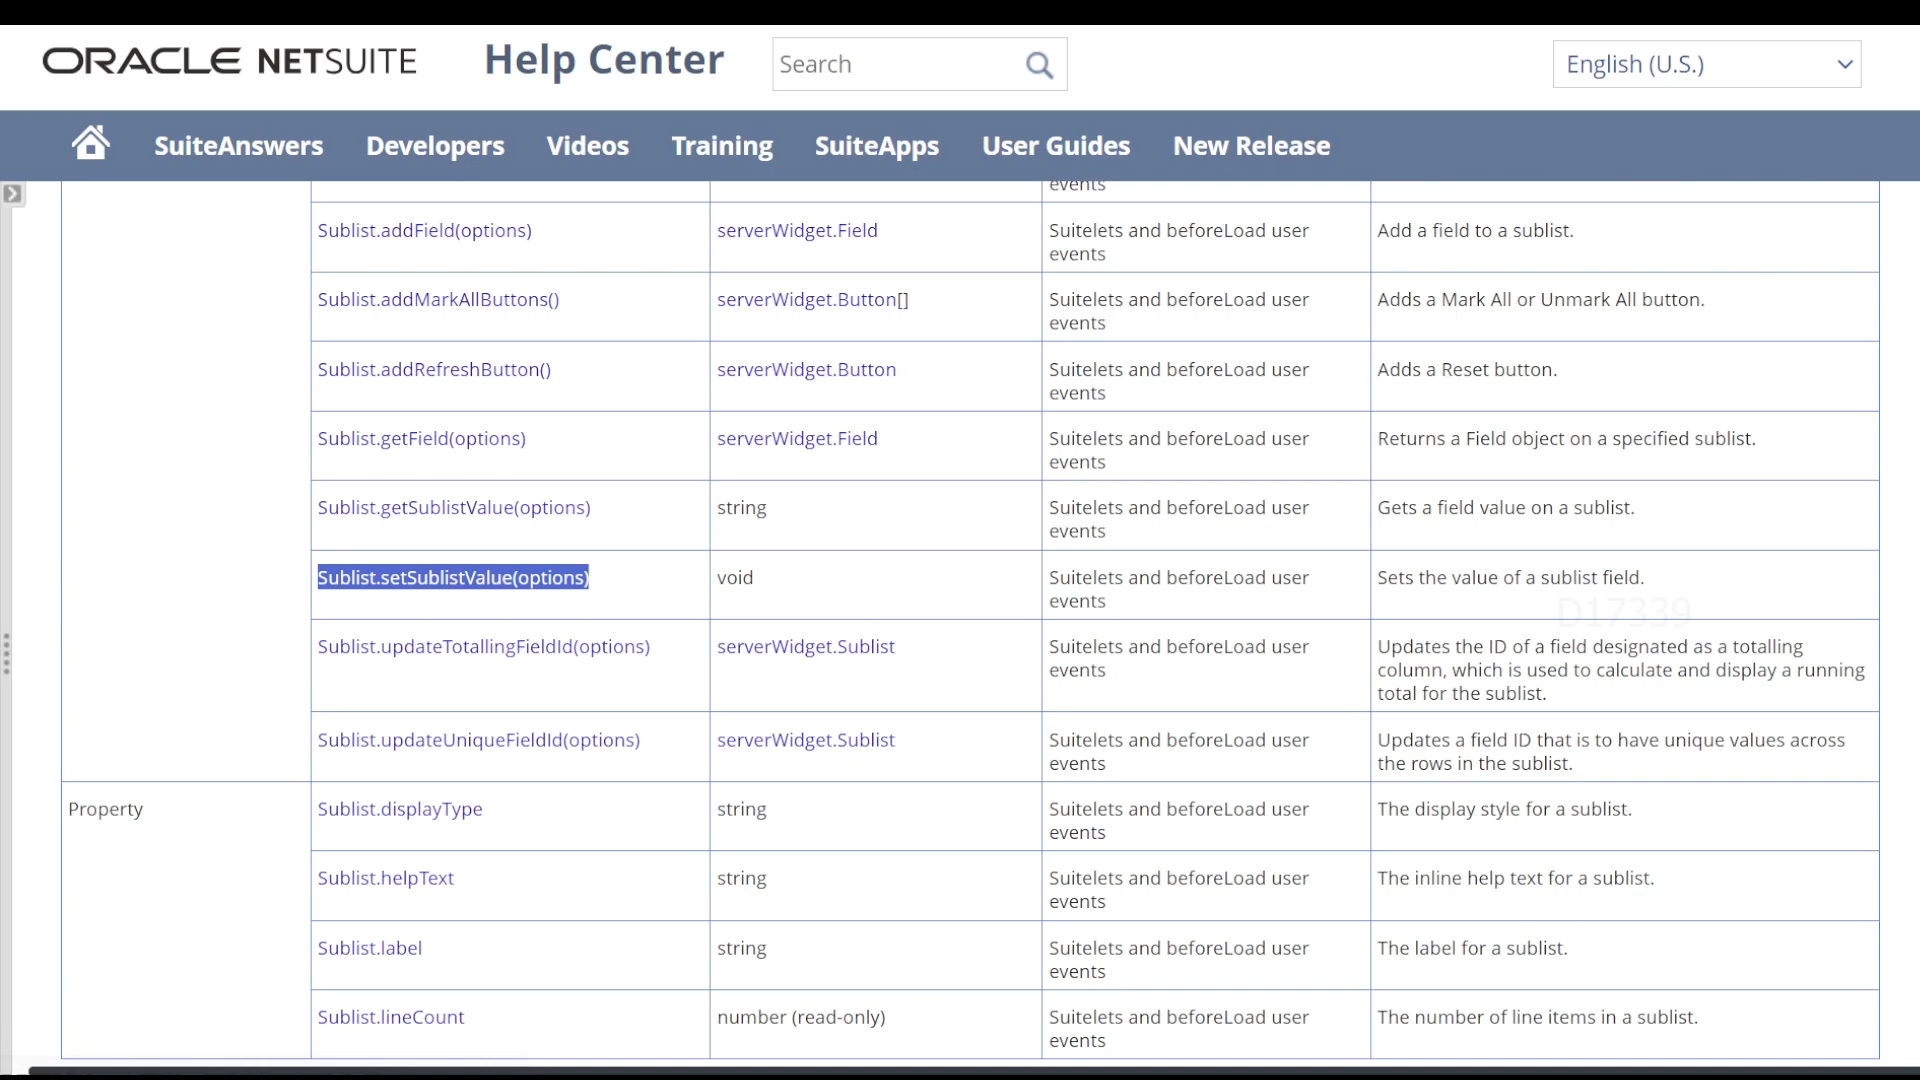 ORACLE NETSUITE
Help Center
Search
English (U.S.)
SuiteAnswers Developers Videos Training SuiteApps User Guides New Release
events
Sublist.addField(options) serverWidget.Field Suitelets and beforeLoad user Add a field to a sublist.
events
Sublist.addMarkAllButtons() serverWidget.Button[] Suitelets and beforeLoad user Adds a Mark All or Unmark All button.
events
Sublist.addRefreshButton() serverWidget.Button Suitelets and beforeLoad user Adds a Reset button.
events
Sublist.getField(options) serverWidget.Field Suitelets and beforeLoad user Returns a Field object on a specified sublist.
events
Sublist.getSublistValue(options) string Suitelets and beforeLoad user Gets a field value on a sublist.
events
Sublist.setSublistValue(options) void Suitelets and beforeLoad user Sets the value of a sublist field.
events
D17339
Sublist.updateTotallingFieldId(options) serverWidget.Sublist Suitelets and beforeLoad user Updates the ID of a field designated as a totalling
events column, which is used to calculate and display a running
total for the sublist.
Sublist.updateUniqueFieldId(options) serverWidget.Sublist Suitelets and beforeLoad user Updates a field ID that is to have unique values across
events the rows in the sublist.
Property Sublist.displayType string Suitelets and beforeLoad user The display style for a sublist.
events
Sublist.helpText string Suitelets and beforeLoad user The inline help text for a sublist.
events
Sublist.label string Suitelets and beforeLoad user The label for a sublist.
events
Sublist.lineCount number (read-only) Suitelets and beforeLoad user The number of line items in a sublist.
events